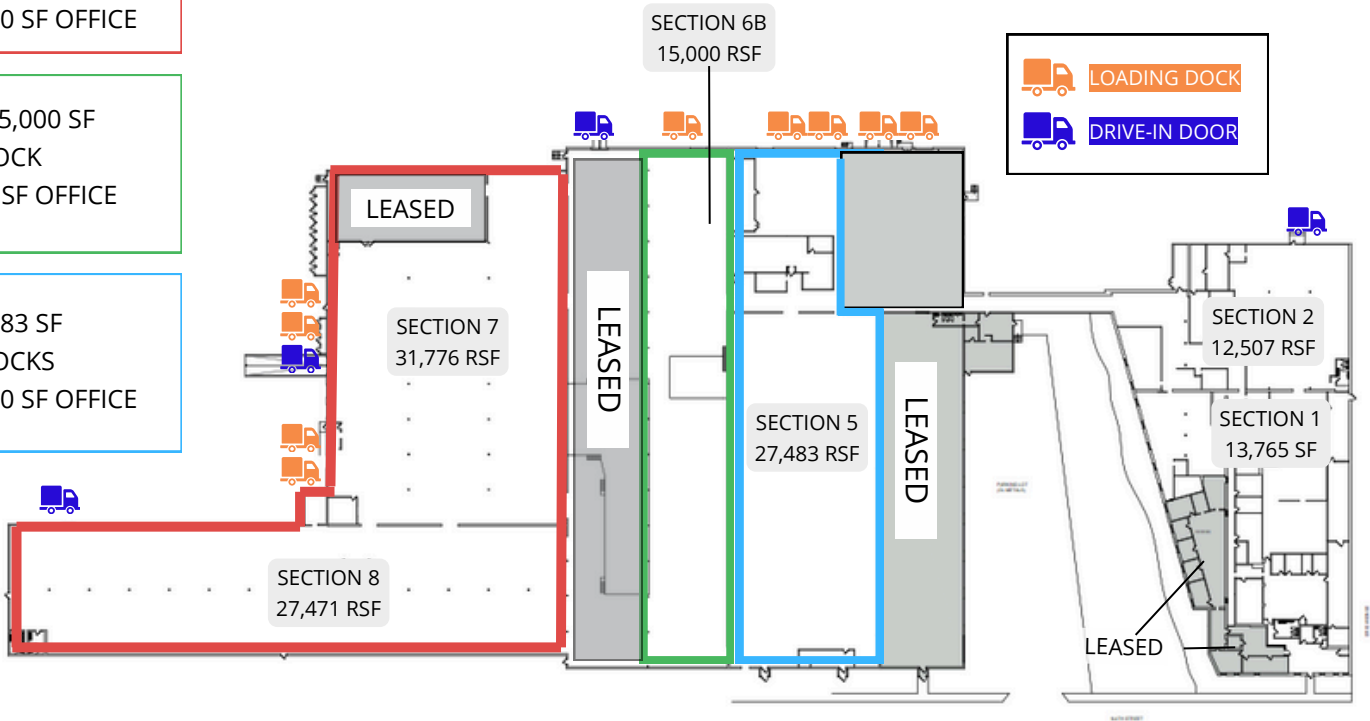 0 SF OFFICE
5,000 SF
OCK
SF OFFICE
83 SF
OCKS
0 SF OFFICE
SECTION 6B
15,000 RSF
LOADING DOCK
DRIVE-IN DOOR
LEASED
SECTION 7
31,776 RSF
LEASED
SECTION 5
27,483 RSF
LEASED
SECTION 2
12,507 RSF
SECTION 1
13,765 SF
SECTION 8
27,471 RSF
LEASED